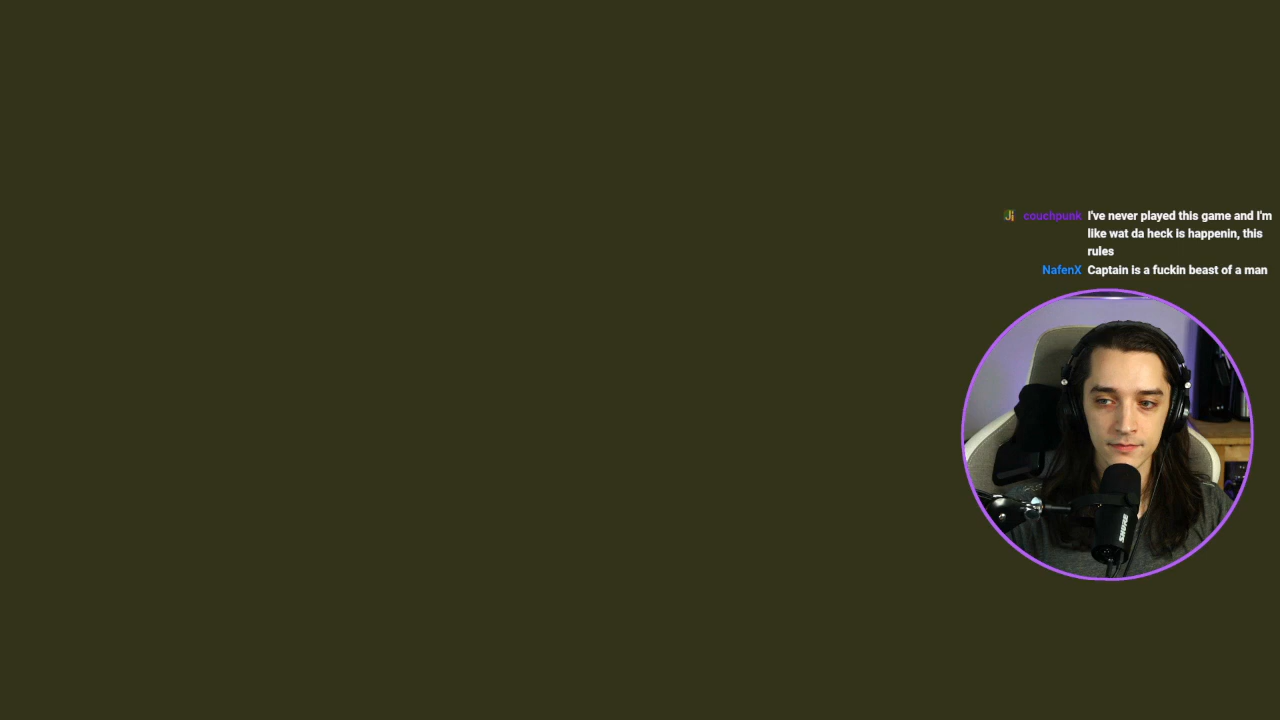 couchpunk I've never played this game and I'm
like wat da heck is happenin, this
rules
NafenX Captain is a fuckin beast of a man
SHURE